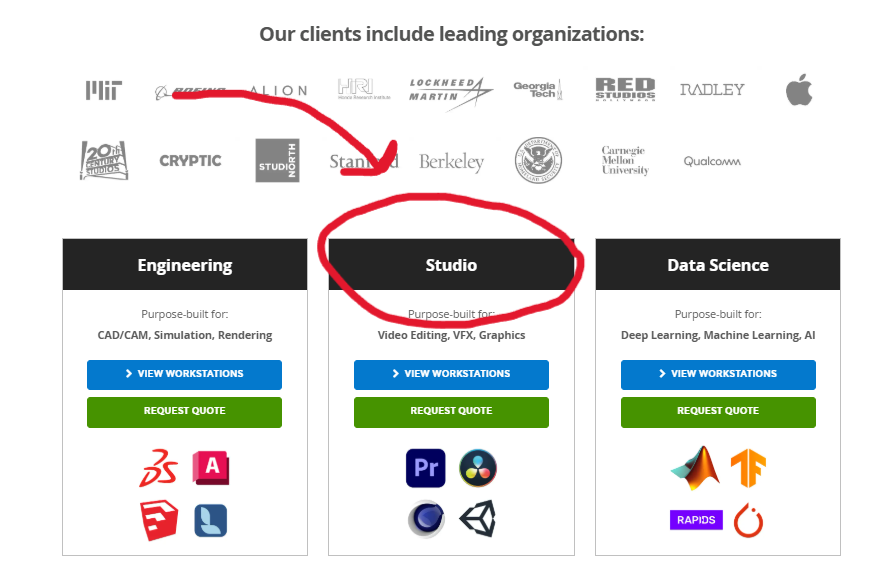 Our clients include leading organizations:
MIT BOEING ALION HRI Honda Research Institute LOCKHEED MARTIN Georgia Tech RED STUDIOS HOLLYWOOD RADLEY
20th CENTURY STUDIOS CRYPTIC STUDIO NORTH Stanford Berkeley Carnegie Mellon University Qualcomm
Engineering
Purpose-built for:
CAD/CAM, Simulation, Rendering
VIEW WORKSTATIONS
REQUEST QUOTE
A
Studio
Purpose-built for:
Video Editing, VFX, Graphics
VIEW WORKSTATIONS
REQUEST QUOTE
Pr
Data Science
Purpose-built for:
Deep Learning, Machine Learning, AI
VIEW WORKSTATIONS
REQUEST QUOTE
RAPIDS